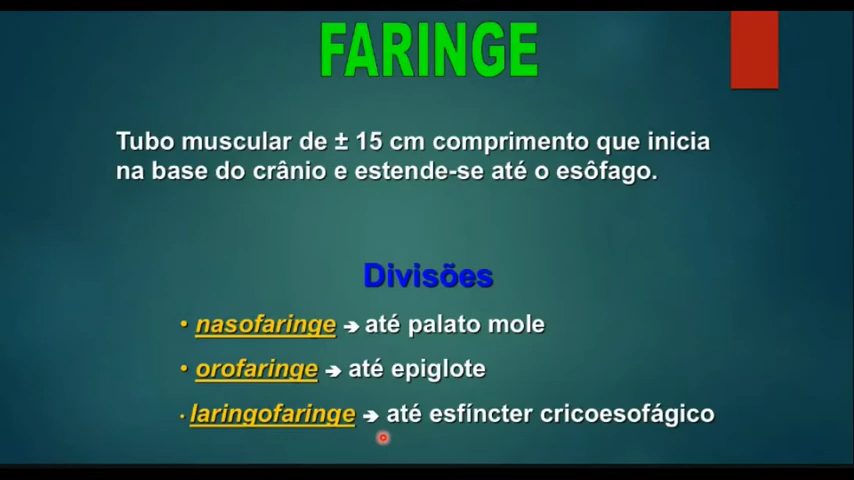 FARINGE
Tubo muscular de ± 15 cm comprimento que inicia
na base do crânio e estende-se até o esôfago.
Divisões
• nasofaringe ➔ até palato mole
• orofaringe ➔ até epiglote
• laringofaringe ➔ até esfíncter cricoesofágico